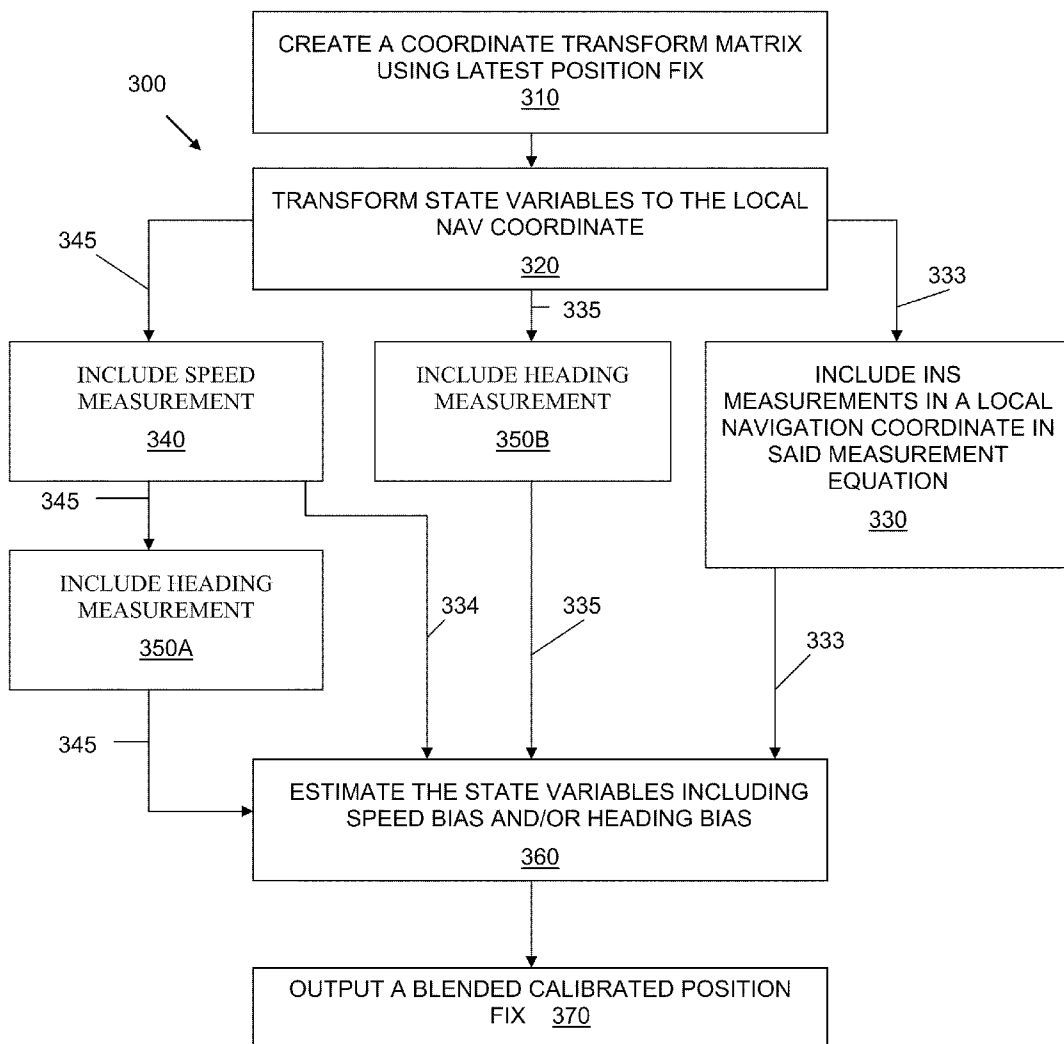 CREATE A COORDINATE TRANSFORM MATRIX
USING LATEST POSITION FIX
310
300
TRANSFORM STATE VARIABLES TO THE LOCAL
NAV COORDINATE
320
345
335
333
INCLUDE SPEED
MEASUREMENT
340
INCLUDE HEADING
MEASUREMENT
350B
INCLUDE INS
MEASUREMENTS IN A LOCAL
NAVIGATION COORDINATE IN
SAID MEASUREMENT
EQUATION
330
345
INCLUDE HEADING
MEASUREMENT
350A
334
335
333
345
ESTIMATE THE STATE VARIABLES INCLUDING
SPEED BIAS AND/OR HEADING BIAS
360
OUTPUT A BLENDED CALIBRATED POSITION
FIX 370